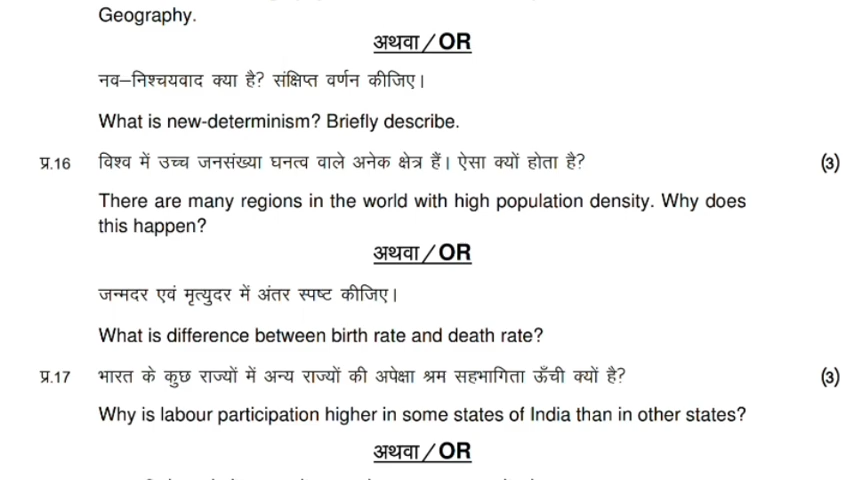 Geography.
अथवा/OR
नव–निश्चयवाद क्या है? संक्षिप्त वर्णन कीजिए।
What is new-determinism? Briefly describe.
प्र.16 विश्व में उच्च जनसंख्या घनत्व वाले अनेक क्षेत्र हैं। ऐसा क्यों होता है? (3)
There are many regions in the world with high population density. Why does
this happen?
अथवा/OR
जन्मदर एवं मृत्युदर में अंतर स्पष्ट कीजिए।
What is difference between birth rate and death rate?
प्र.17 भारत के कुछ राज्यों में अन्य राज्यों की अपेक्षा श्रम सहभागिता ऊँची क्यों है? (3)
Why is labour participation higher in some states of India than in other states?
अथवा/OR